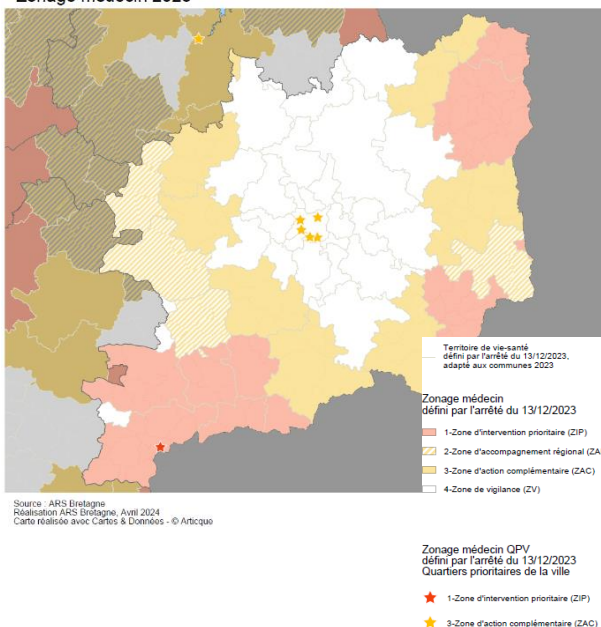 Zonage médecin 2023
Territoire de vie-santé
défini par l'arrêté du 13/12/2023,
adapté aux communes 2023
Zonage médecin
défini par l'arrêté du 13/12/2023
1-Zone d'intervention prioritaire (ZIP)
2-Zone d'accompagnement régional (ZA
3-Zone d'action complémentaire (ZAC)
4-Zone de vigilance (ZV)
Source : ARS Bretagne
Réalisation ARS Bretagne, Avril 2024
Carte réalisée avec Cartes & Données - © Articque
Zonage médecin QPV
défini par l'arrêté du 13/12/2023
Quartiers prioritaires de la ville
1-Zone d'intervention prioritaire (ZIP)
3-Zone d'action complémentaire (ZAC)